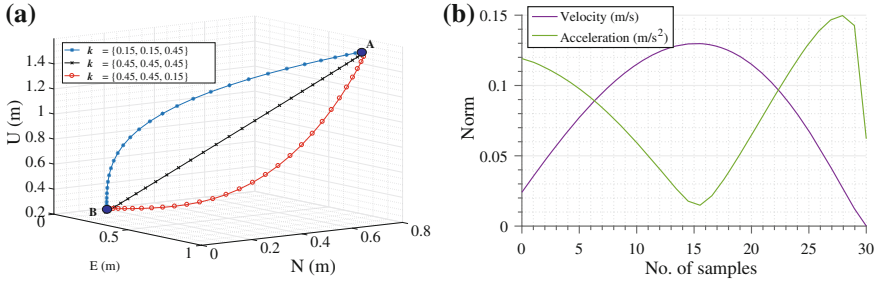 (a)
k = {0.15, 0.15, 0.45}
k = {0.45, 0.45, 0.45}
k = {0.45, 0.45, 0.15}
A
B
U (m)
1.4
1.2
1
0.8
0.6
0.4
0.2
0
0.5
1
E (m)
0
0.2
0.4
0.6
0.8
N (m)
(b)
Velocity (m/s)
Acceleration (m/s²)
Norm
0.15
0.1
0.05
0
0
5
10
15
20
25
30
No. of samples